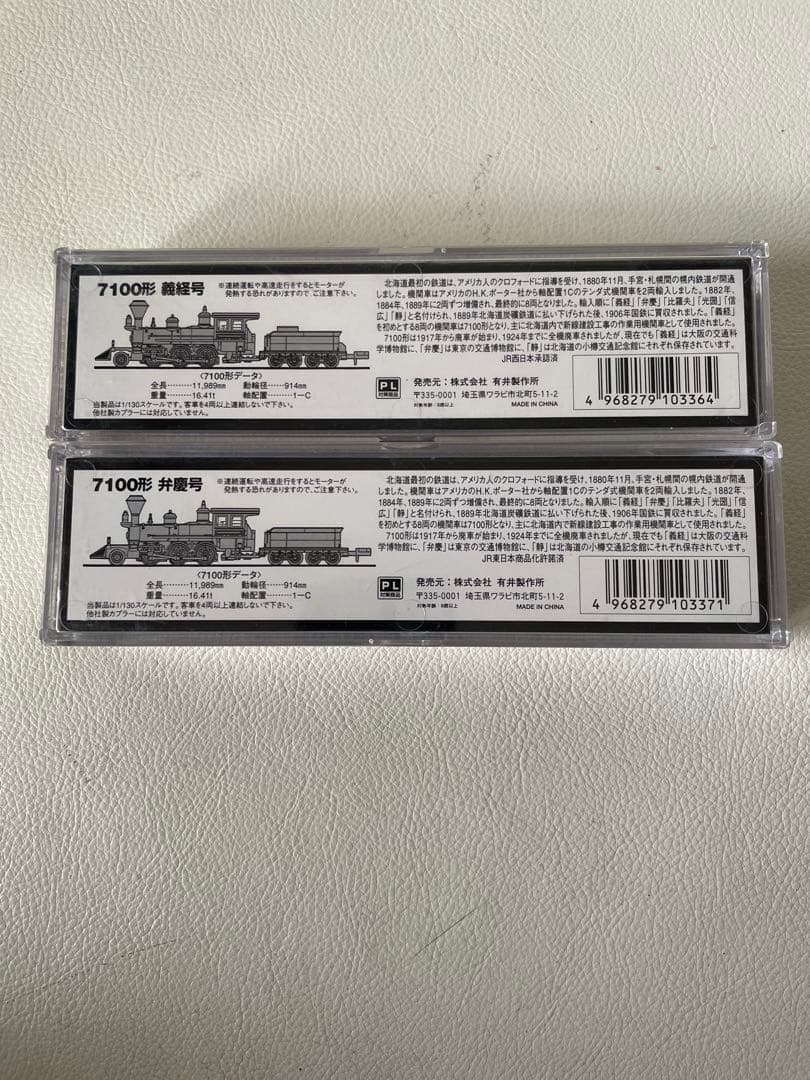 7100形 義経号
※連続運転や高速走行をするとモーターが
発熱する恐れがありますので、ご注意下さい。
〈7100形データ〉
全長………11,989mm 動輪径……914mm
重量………16.41t 軸配置………1ーC
当製品は1/130スケールです。客車を4両以上連結しないで下さい。
他社製カプラーには対応していません。
北海道最初の鉄道は、アメリカ人のクロフォードに指導を受け、1880年11月、手宮・札幌間の幌内鉄道が開通
しました。機関車はアメリカのH.K.ポーター社から軸配置1Cのテンダ式機関車を2両輸入しました。1882年、
1884年、1889年に2両ずつ増備され、最終的に8両となりました。輸入順に「義経」「弁慶」「比羅夫」「光圀」「信
広」「静」と名付けられ、1889年北海道炭礦鉄道に払い下げられた後、1906年国鉄に買収されました。「義経」
を初めとする8両の機関車は7100形となり、主に北海道内で新線建設工事の作業用機関車として使用されました。
7100形は1917年から廃車が始まり、1924年までに全機廃車されましたが、現在でも「義経」は大阪の交通科
学博物館に、「弁慶」は東京の交通博物館に、「静」は北海道の小樽交通記念館にそれぞれ保存されています。
JR西日本承認済
PL
対策商品
発売元：株式会社 有井製作所
〒335-0001 埼玉県ワラビ市北町5-11-2
対象年齢：8歳以上 MADE IN CHINA
4 968279 103364
7100形 弁慶号
※連続運転や高速走行をするとモーターが
発熱する恐れがありますので、ご注意下さい。
〈7100形データ〉
全長………11,989mm 動輪径……914mm
重量………16.41t 軸配置………1ーC
当製品は1/130スケールです。客車を4両以上連結しないで下さい。
他社製カプラーには対応していません。
北海道最初の鉄道は、アメリカ人のクロフォードに指導を受け、1880年11月、手宮・札幌間の幌内鉄道が開通
しました。機関車はアメリカのH.K.ポーター社から軸配置1Cのテンダ式機関車を2両輸入しました。1882年、
1884年、1889年に2両ずつ増備され、最終的に8両となりました。輸入順に「義経」「弁慶」「比羅夫」「光圀」「信
広」「静」と名付けられ、1889年北海道炭礦鉄道に払い下げられた後、1906年国鉄に買収されました。「義経」
を初めとする8両の機関車は7100形となり、主に北海道内で新線建設工事の作業用機関車として使用されました。
7100形は1917年から廃車が始まり、1924年までに全機廃車されましたが、現在でも「義経」は大阪の交通科
学博物館に、「弁慶」は東京の交通博物館に、「静」は北海道の小樽交通記念館にそれぞれ保存されています。
JR東日本商品化許諾済
PL
対策商品
発売元：株式会社 有井製作所
〒335-0001 埼玉県ワラビ市北町5-11-2
対象年齢：8歳以上 MADE IN CHINA
4 968279 103371